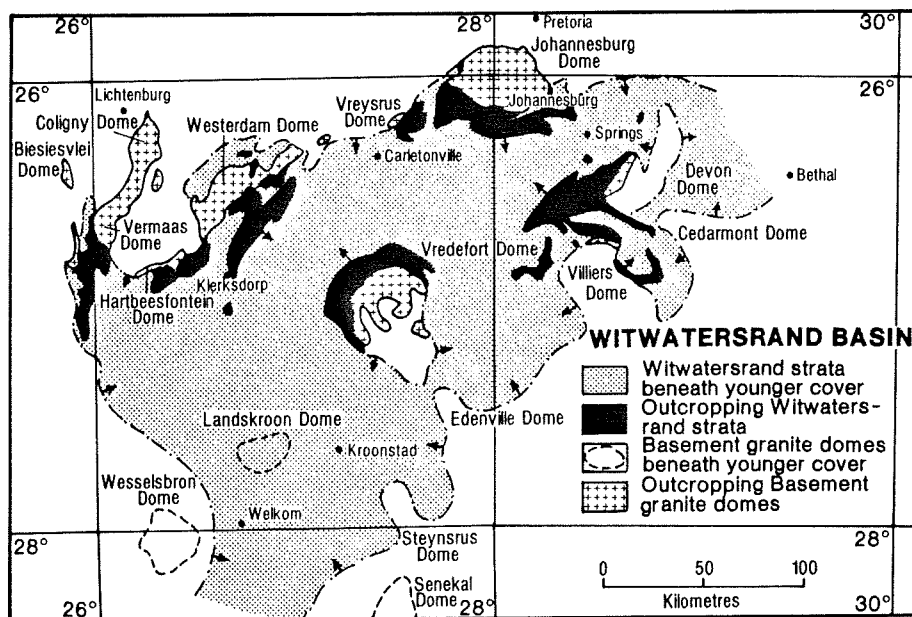 26°
28°
30°
Pretoria
Johannesburg
Dome
26°
26°
Lichtenburg
Dome
Coligny
Biesiesvlei
Dome
Westerdam Dome
Vreysrus
Dome
Johannesburg
Springs
Carletonville
Devon
Dome
Bethal
Vermaas
Dome
Vredefort Dome
Cedarmont Dome
Klerksdorp
Hartbeesfontein
Dome
Villiers
Dome
WITWATERSRAND BASIN
Witwatersrand strata
beneath younger cover
Outcropping Witwaters-
rand strata
Basement granite domes
beneath younger cover
Outcropping Basement
granite domes
Landskroon Dome
Edenville Dome
Kroonstad
Wesselsbron
Dome
Welkom
28°
Steynsrus
Dome
28°
Senekal
Dome
0 50 100
Kilometres
26°
28°
30°